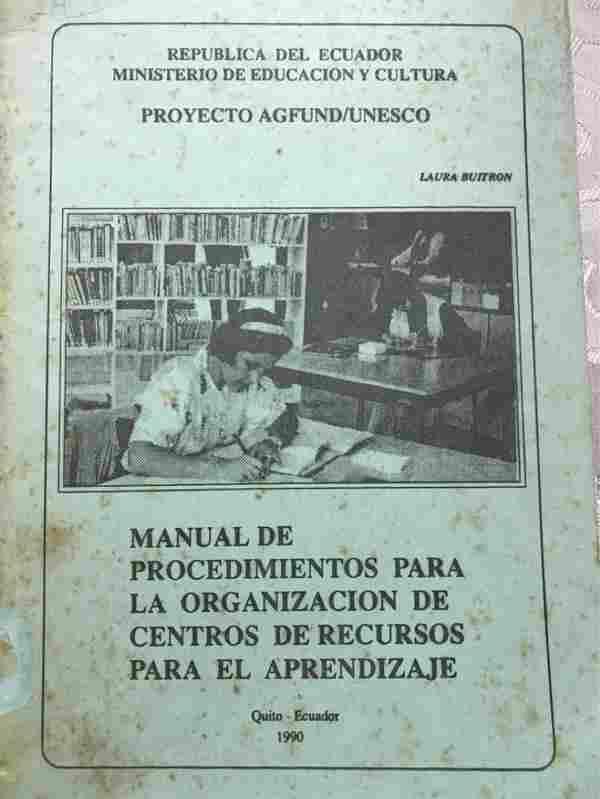 REPUBLICA DEL ECUADOR
MINISTERIO DE EDUCACION Y CULTURA
PROYECTO AGFUND/UNESCO
LAURA BUITRON
MANUAL DE
PROCEDIMIENTOS PARA
LA ORGANIZACION DE
CENTROS DE RECURSOS
PARA EL APRENDIZAJE
Quito - Ecuador
1990